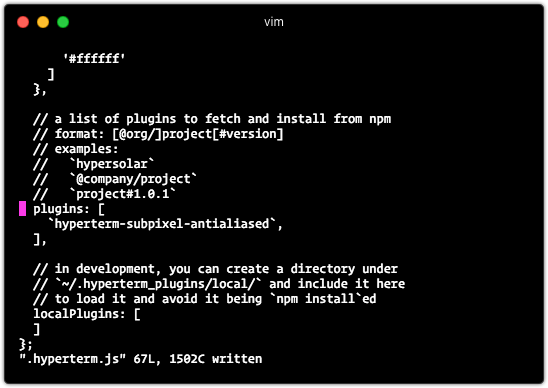 vim
'#ffffff'
]
},
// a list of plugins to fetch and install from npm
// format: [@org/]project[#version]
// examples:
//   `hypersolar`
//   `@company/project`
//   `project#1.0.1`
plugins: [
`hyperterm-subpixel-antialiased`,
],
// in development, you can create a directory under
// `~/.hyperterm_plugins/local/` and include it here
// to load it and avoid it being `npm install`ed
localPlugins: [
]
};
".hyperterm.js" 67L, 1502C written